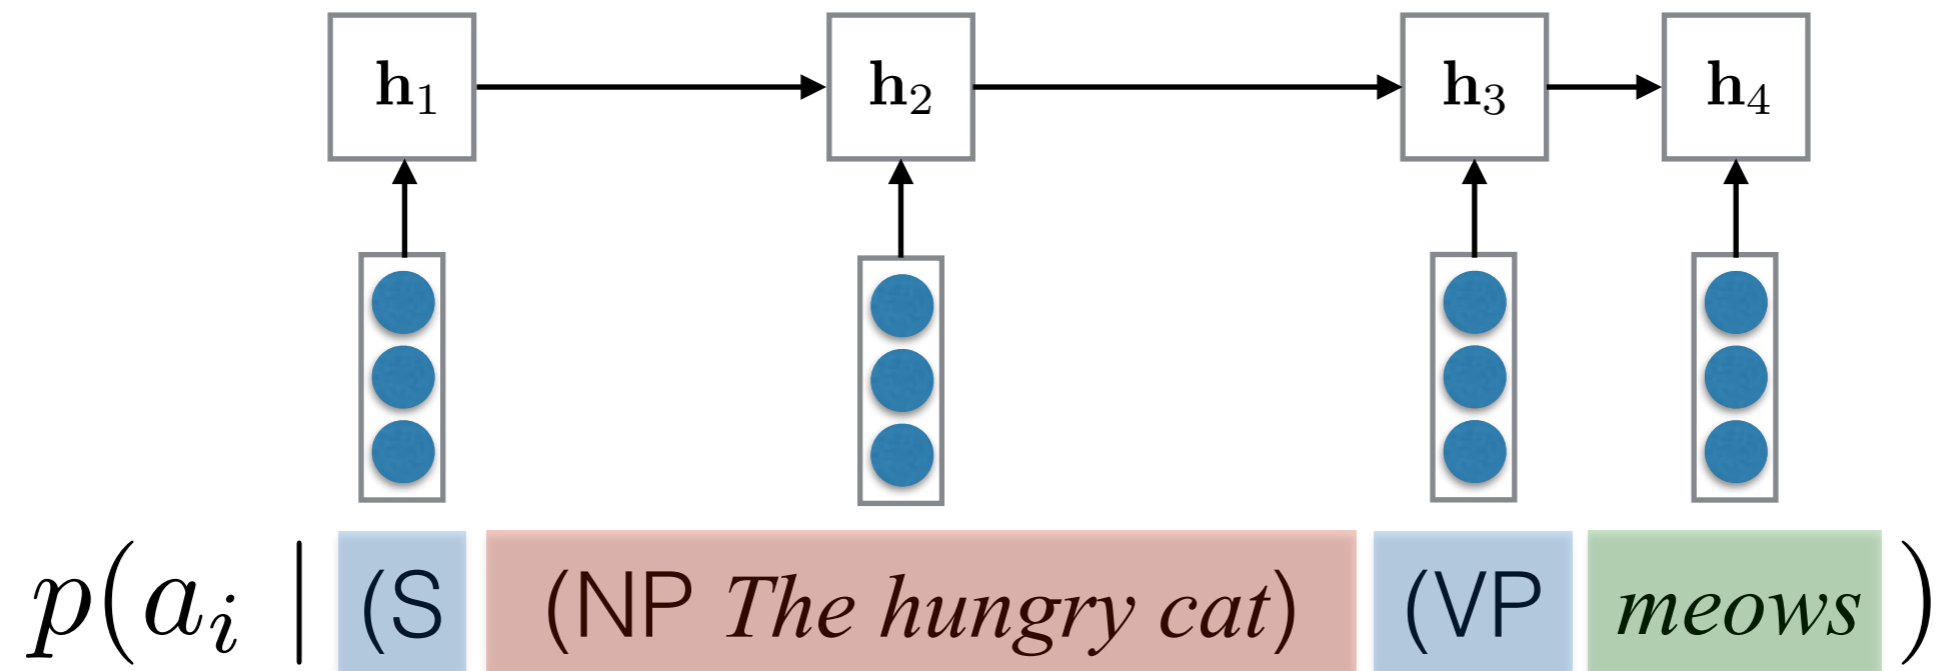 h₁ h₂ h₃ h₄
p(aᵢ | (S (NP The hungry cat) (VP meows )